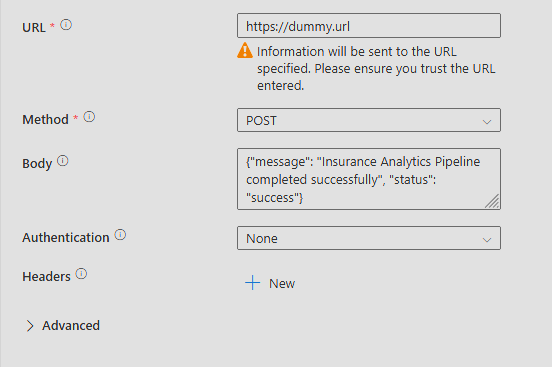 URL *
https://dummy.url
Information will be sent to the URL
specified. Please ensure you trust the URL
entered.
Method *
POST
Body
{"message": "Insurance Analytics Pipeline
completed successfully", "status":
"success"}
Authentication
None
Headers
New
Advanced